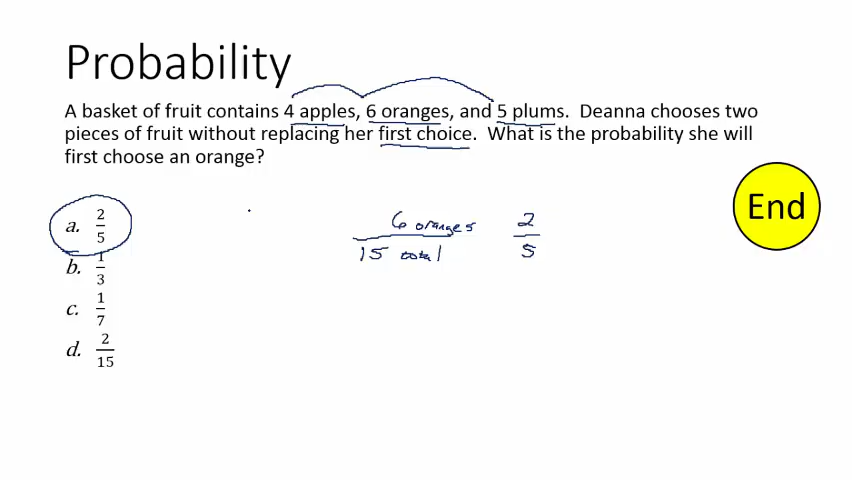 Probability
A basket of fruit contains 4 apples, 6 oranges, and 5 plums. Deanna chooses two
pieces of fruit without replacing her first choice. What is the probability she will
first choose an orange?
End
a. 2/5
6 oranges 2
15 total 5
b. 1/3
c. 1/7
d. 2/15